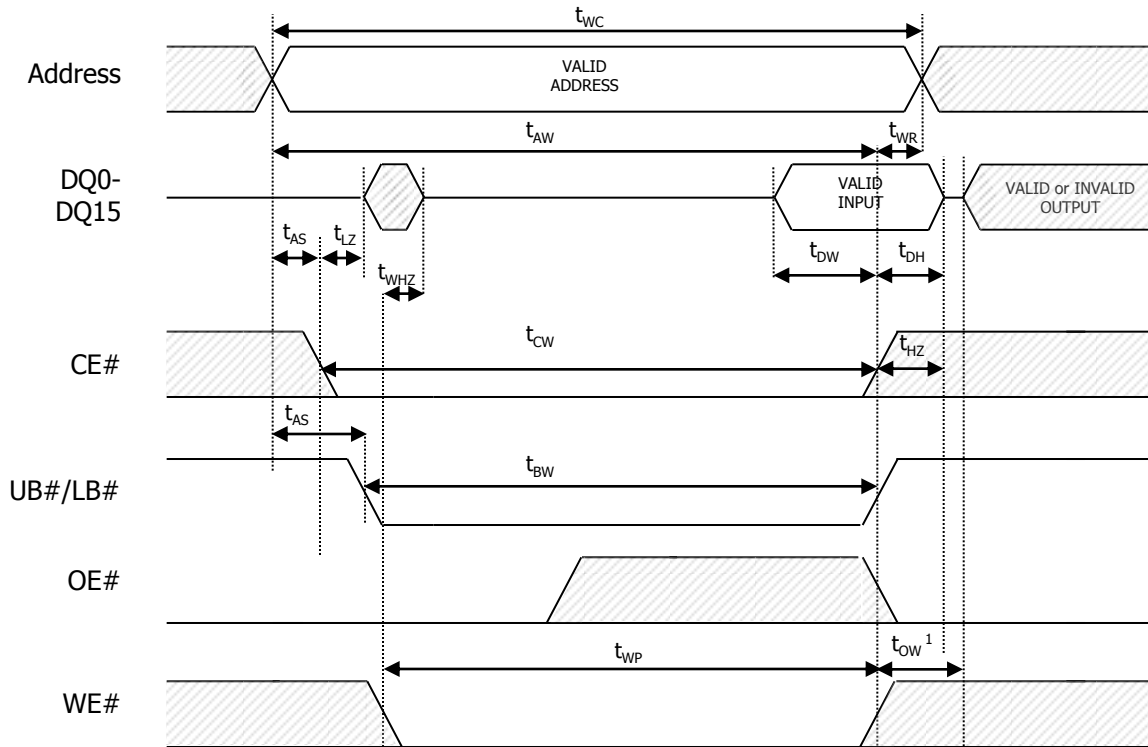 tWC
Address
VALID
ADDRESS
tAW
tWR
DQ0-
DQ15
VALID
INPUT
VALID or INVALID
OUTPUT
tAS
tLZ
tDW
tDH
tWHZ
CE#
tCW
tHZ
tAS
UB#/LB#
tBW
OE#
tWP
tOW 1
WE#